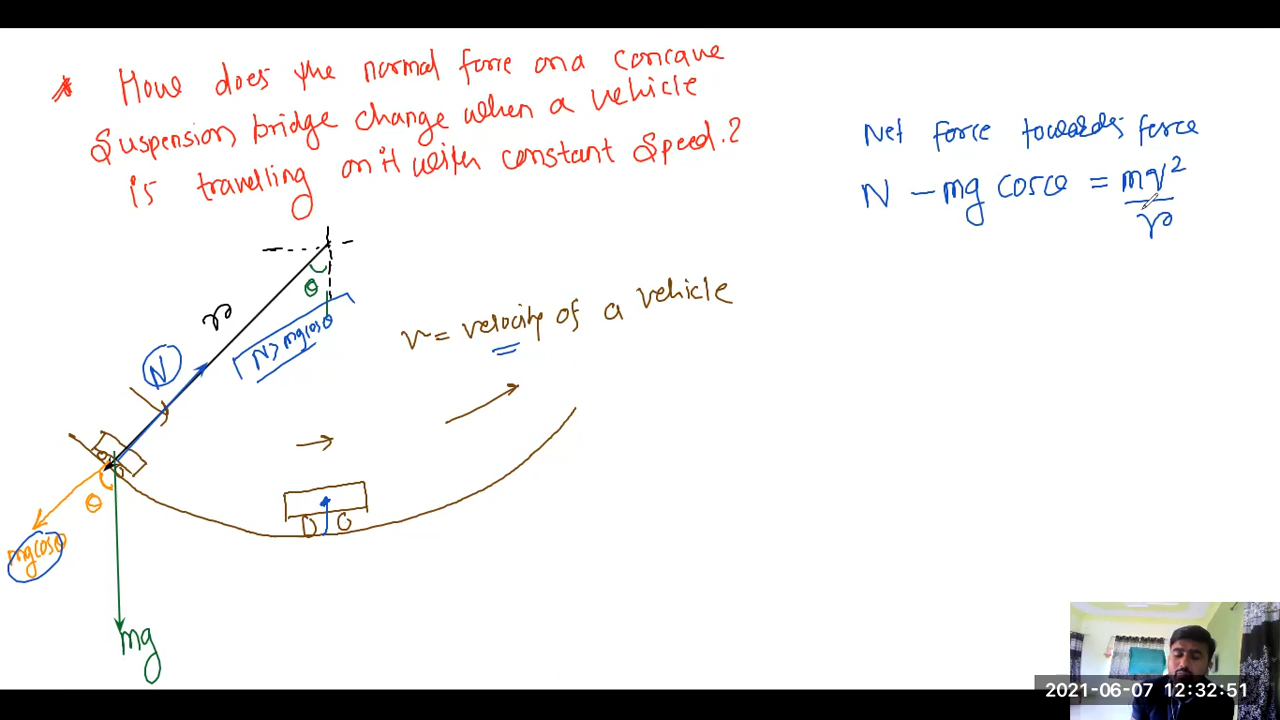 * How does the normal force on a concave
Suspension bridge change when a vehicle
is travelling on it with constant speed.?
Net force towards force
N - mg cosθ = mv²/r
θ
r
N > mg cosθ
v = velocity of a vehicle
N
θ
mg cosθ
mg
2021-06-07 12:32:51